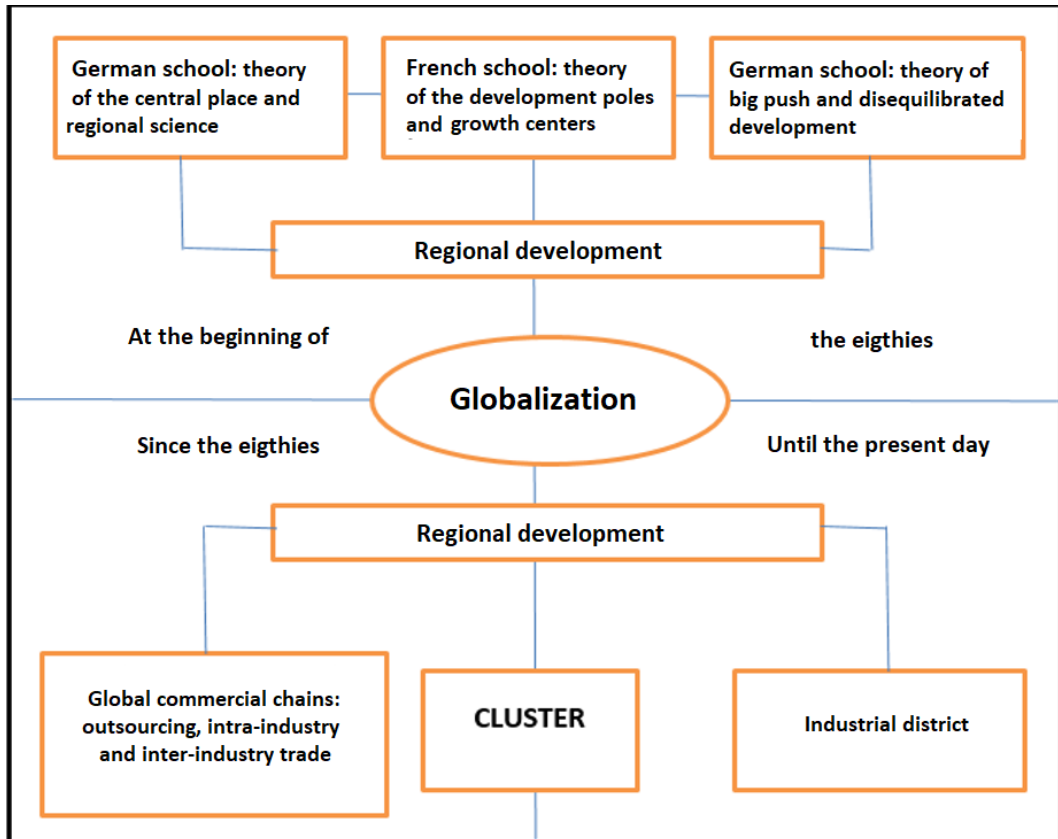 German school: theory
of the central place and
regional science
French school: theory
of the development poles
and growth centers
German school: theory of
big push and disequilibrated
development
Regional development
At the beginning of
the eigthies
Globalization
Since the eigthies
Until the present day
Regional development
Global commercial chains:
outsourcing, intra-industry
and inter-industry trade
CLUSTER
Industrial district